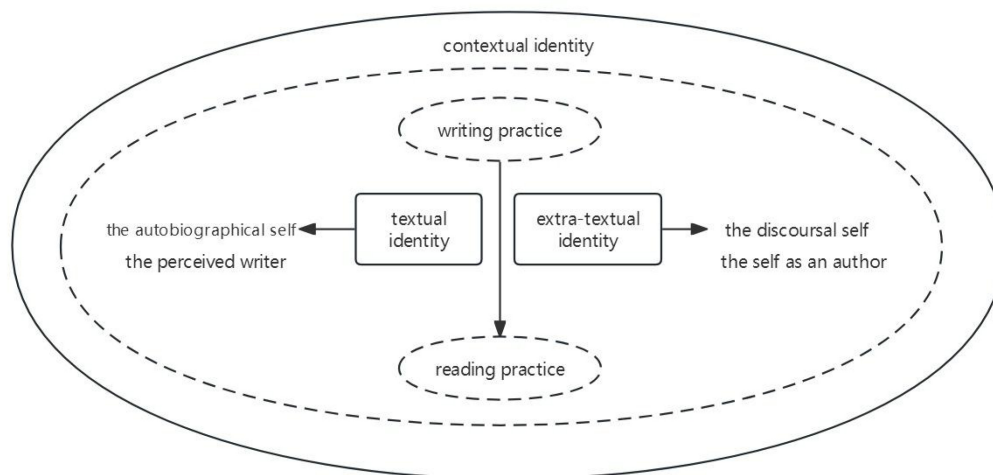 contextual identity
writing practice
textual
identity
extra-textual
identity
the autobiographical self
the perceived writer
the discoursal self
the self as an author
reading practice